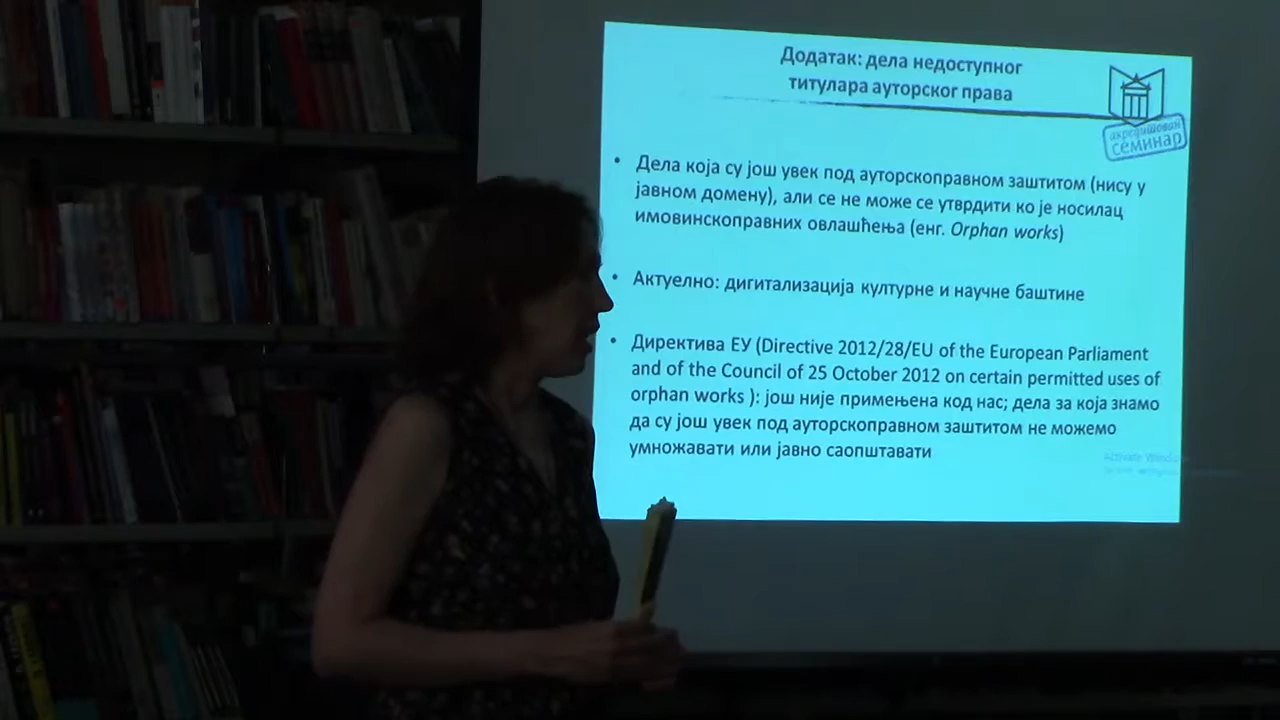 Додатак: дела недоступног
титулара ауторског права
акредитован
семинар
• Дела која су још увек под ауторскоправном заштитом (нису у
јавном домену), али се не може се утврдити ко је носилац
имовинскоправних овлашћења (енг. Orphan works)
• Актуелно: дигитализација културне и научне баштине
• Директива ЕУ (Directive 2012/28/EU of the European Parliament
and of the Council of 25 October 2012 on certain permitted uses of
orphan works ): још није примењена код нас; дела за која знамо
да су још увек под ауторскоправном заштитом не можемо
умножавати или јавно саопштавати
Activate Windo